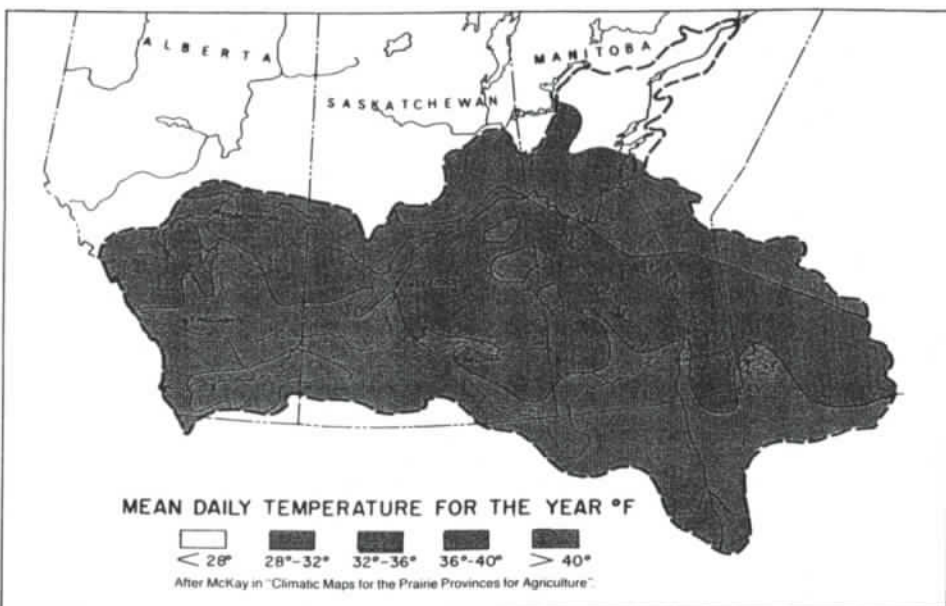 ALBERTA
MANITOBA
SASKATCHEWAN
MEAN DAILY TEMPERATURE FOR THE YEAR °F
< 28° 28°-32° 32°-36° 36°-40° > 40°
After McKay in "Climatic Maps for the Prairie Provinces for Agriculture".